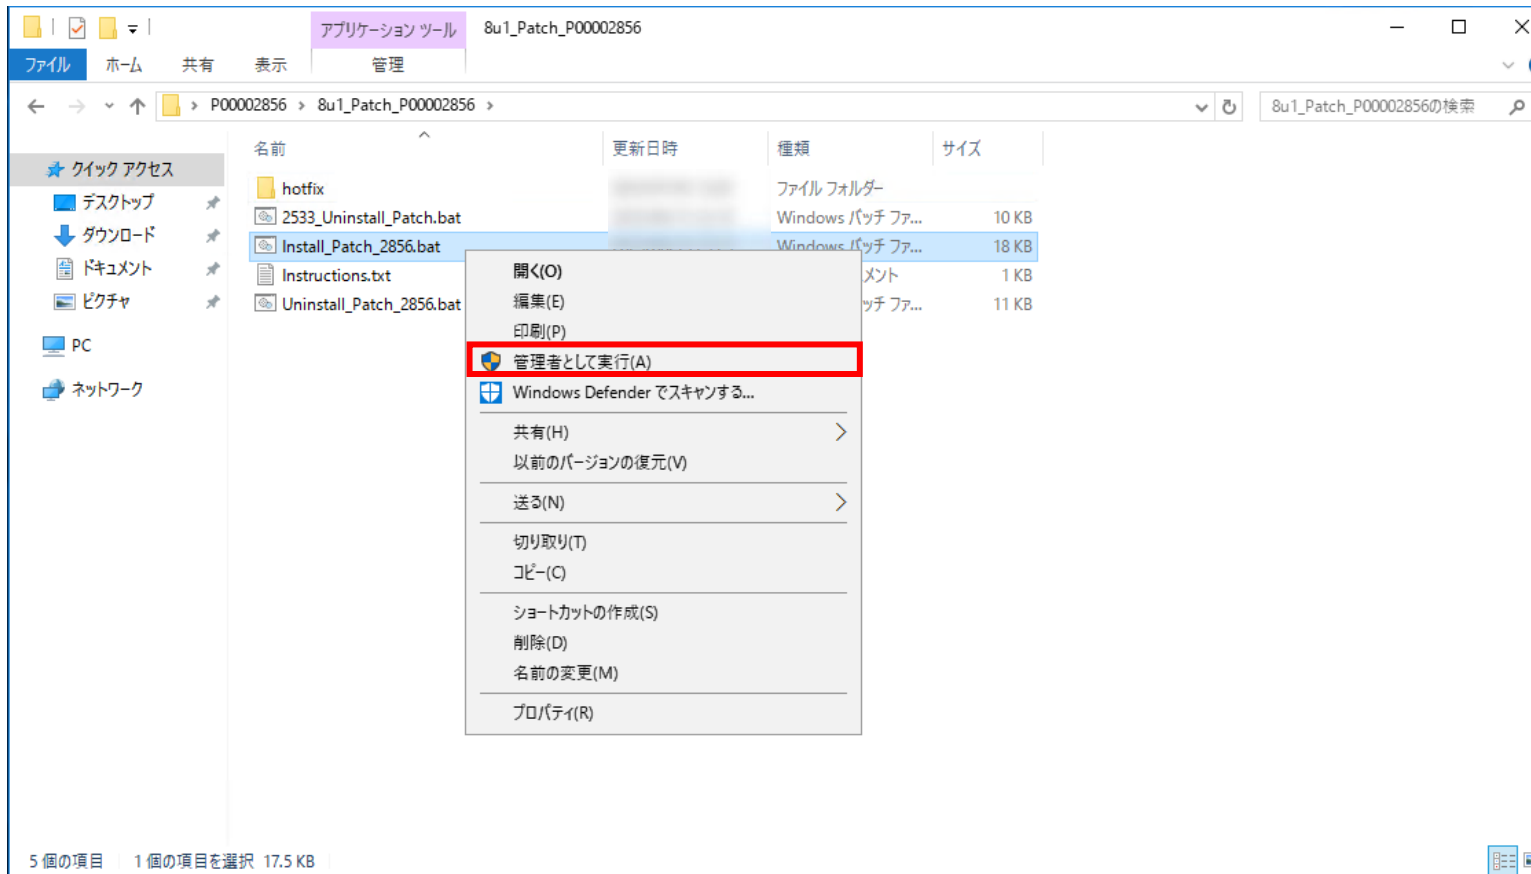 アプリケーション ツール
8u1_Patch_P00002856
ファイル
ホーム
共有
表示
管理
P00002856 › 8u1_Patch_P00002856 ›
8u1_Patch_P00002856の検索
名前
更新日時
種類
サイズ
クイック アクセス
デスクトップ
ダウンロード
ドキュメント
ピクチャ
PC
ネットワーク
hotfix
ファイル フォルダー
2533_Uninstall_Patch.bat
Windows バッチ ファ...
10 KB
Install_Patch_2856.bat
Windows バッチ ファ...
18 KB
Instructions.txt
メント
1 KB
Uninstall_Patch_2856.bat
ッチ ファ...
11 KB
開く(O)
編集(E)
印刷(P)
管理者として実行(A)
Windows Defender でスキャンする...
共有(H)
以前のバージョンの復元(V)
送る(N)
切り取り(T)
コピー(C)
ショートカットの作成(S)
削除(D)
名前の変更(M)
プロパティ(R)
5 個の項目
1 個の項目を選択 17.5 KB